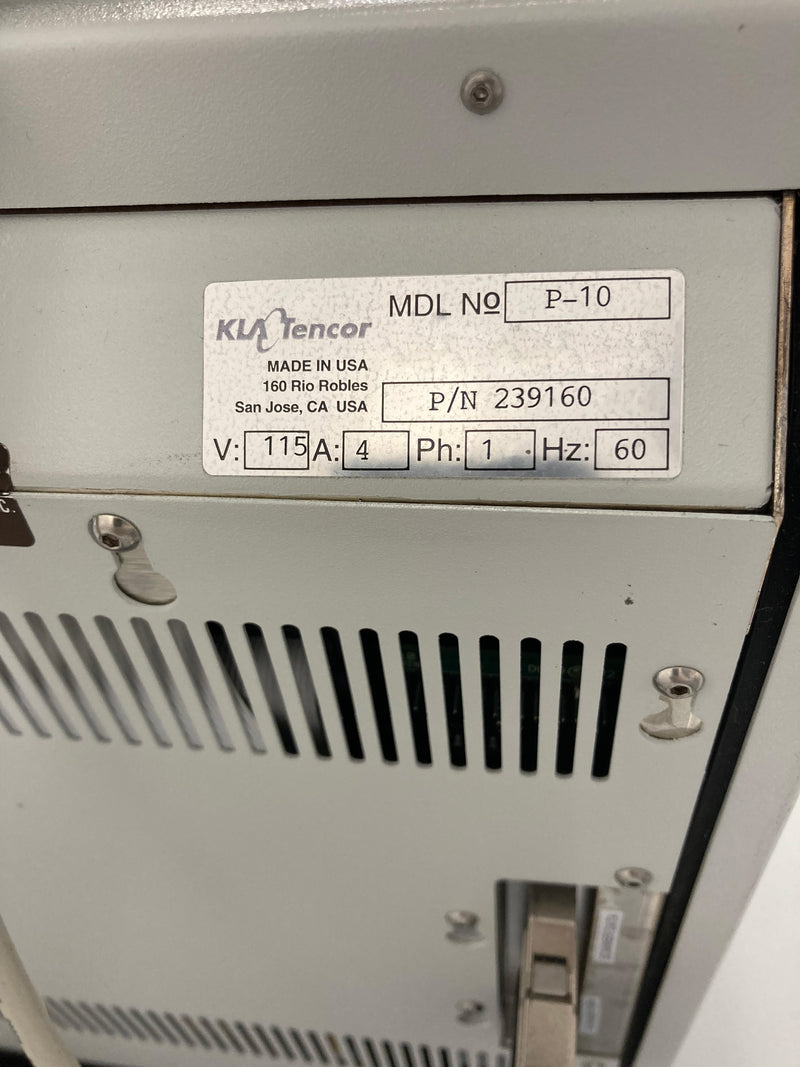 KLA Tencor
MDL Nº P-10
MADE IN USA
160 Rio Robles
San Jose, CA USA
P/N 239160
V: 115 A: 4 Ph: 1 Hz: 60
C.